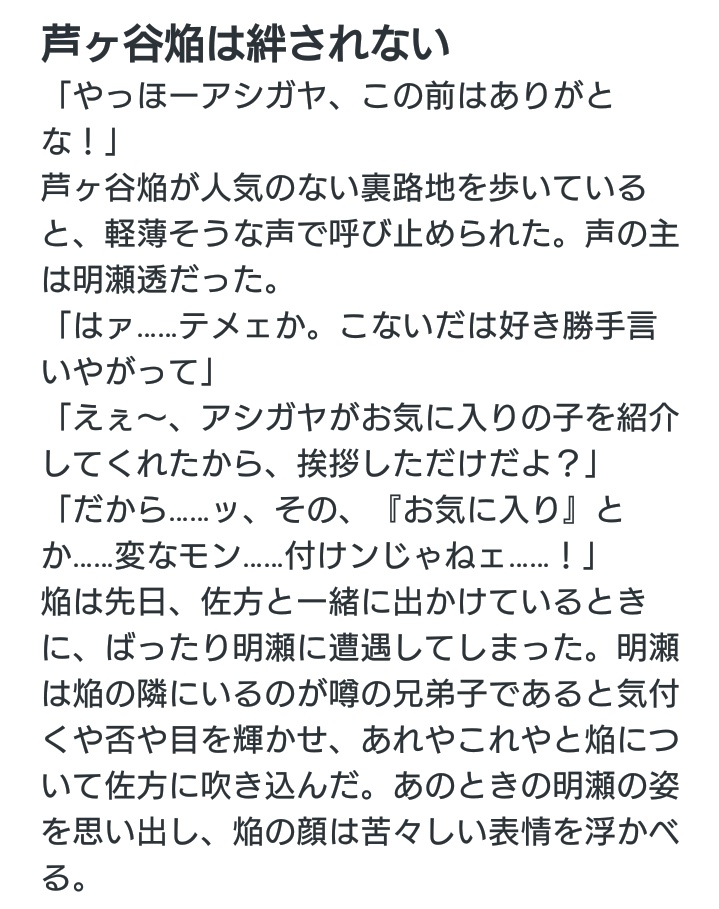 芦ヶ谷焔は絆されない
「やっほーアシガヤ、この前はありがと
な！」
芦ヶ谷焔が人気のない裏路地を歩いている
と、軽薄そうな声で呼び止められた。声の主
は明瀬透だった。
「はァ……テメェか。こないだは好き勝手言
いやがって」
「えぇ〜、アシガヤがお気に入りの子を紹介
してくれたから、挨拶しただけだよ？」
「だから……ッ、その、『お気に入り』と
か……変なモン……付けンじゃねェ……！」
焔は先日、佐方と一緒に出かけているとき
に、ばったり明瀬に遭遇してしまった。明瀬
は焔の隣にいるのが噂の兄弟子であると気付
くや否や目を輝かせ、あれやこれやと焔につ
いて佐方に吹き込んだ。あのときの明瀬の姿
を思い出し、焔の顔は苦々しい表情を浮かべ
る。